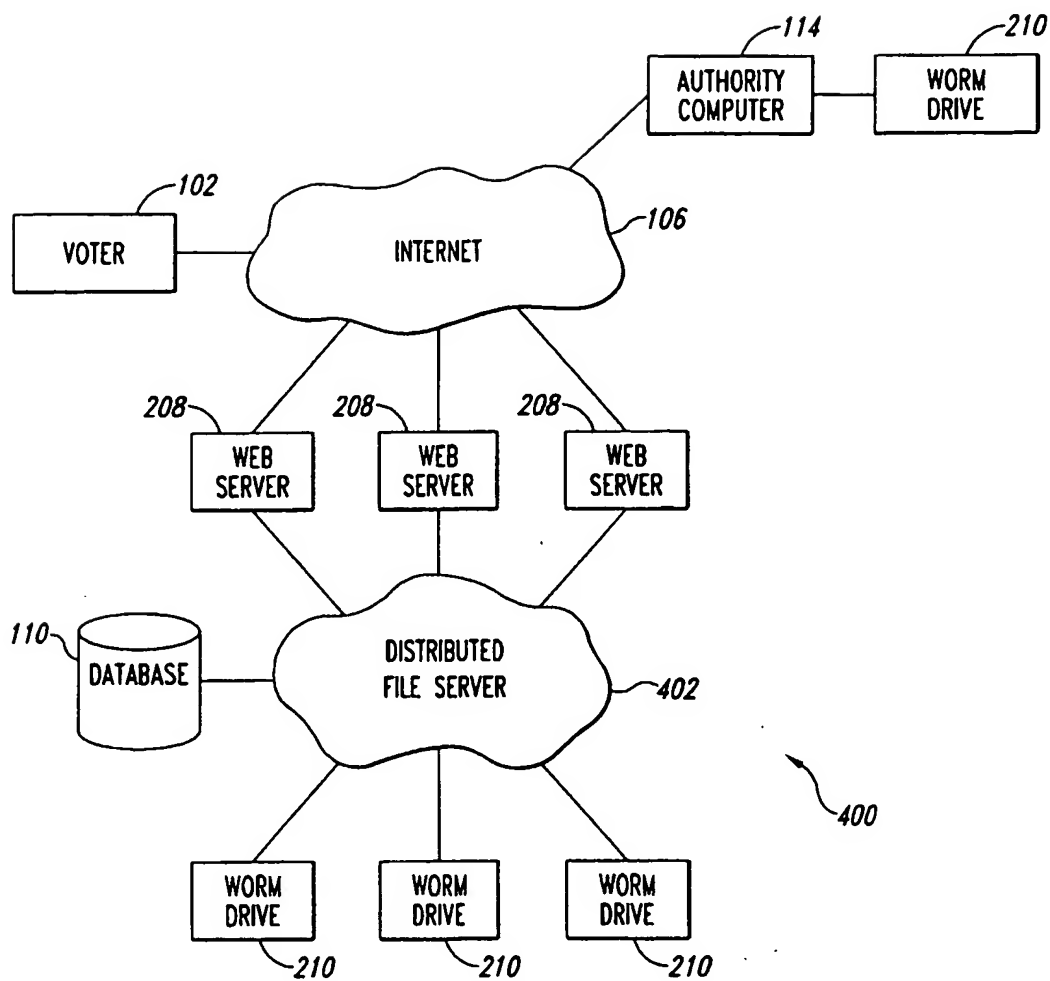 114
210
AUTHORITY
COMPUTER
WORM
DRIVE
102
VOTER
INTERNET
106
208
208
208
WEB
SERVER
WEB
SERVER
WEB
SERVER
110
DATABASE
DISTRIBUTED
FILE SERVER
402
400
WORM
DRIVE
WORM
DRIVE
WORM
DRIVE
210
210
210